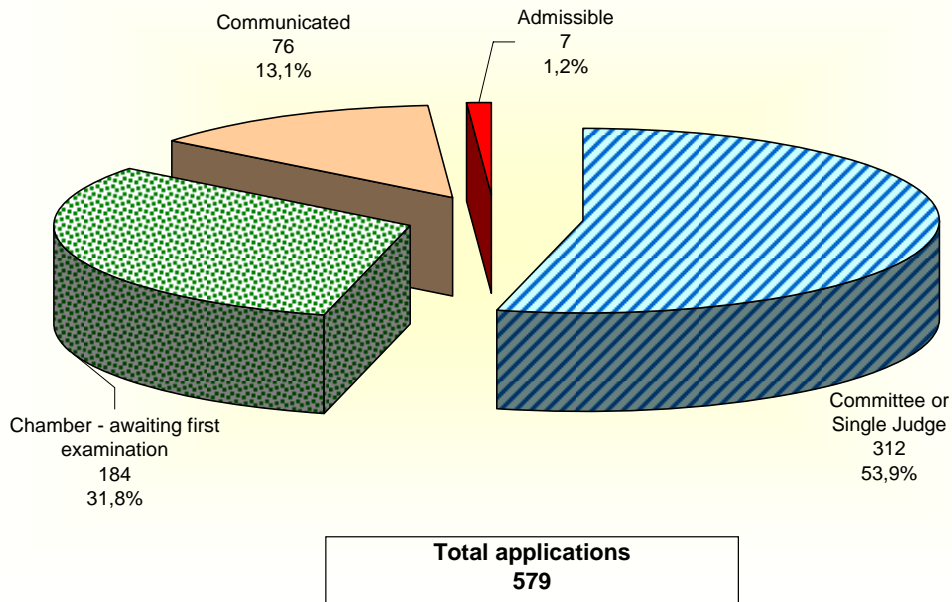 Communicated
76
13,1%
Admissible
7
1,2%
Chamber - awaiting first
examination
184
31,8%
Committee or
Single Judge
312
53,9%
Total applications
579